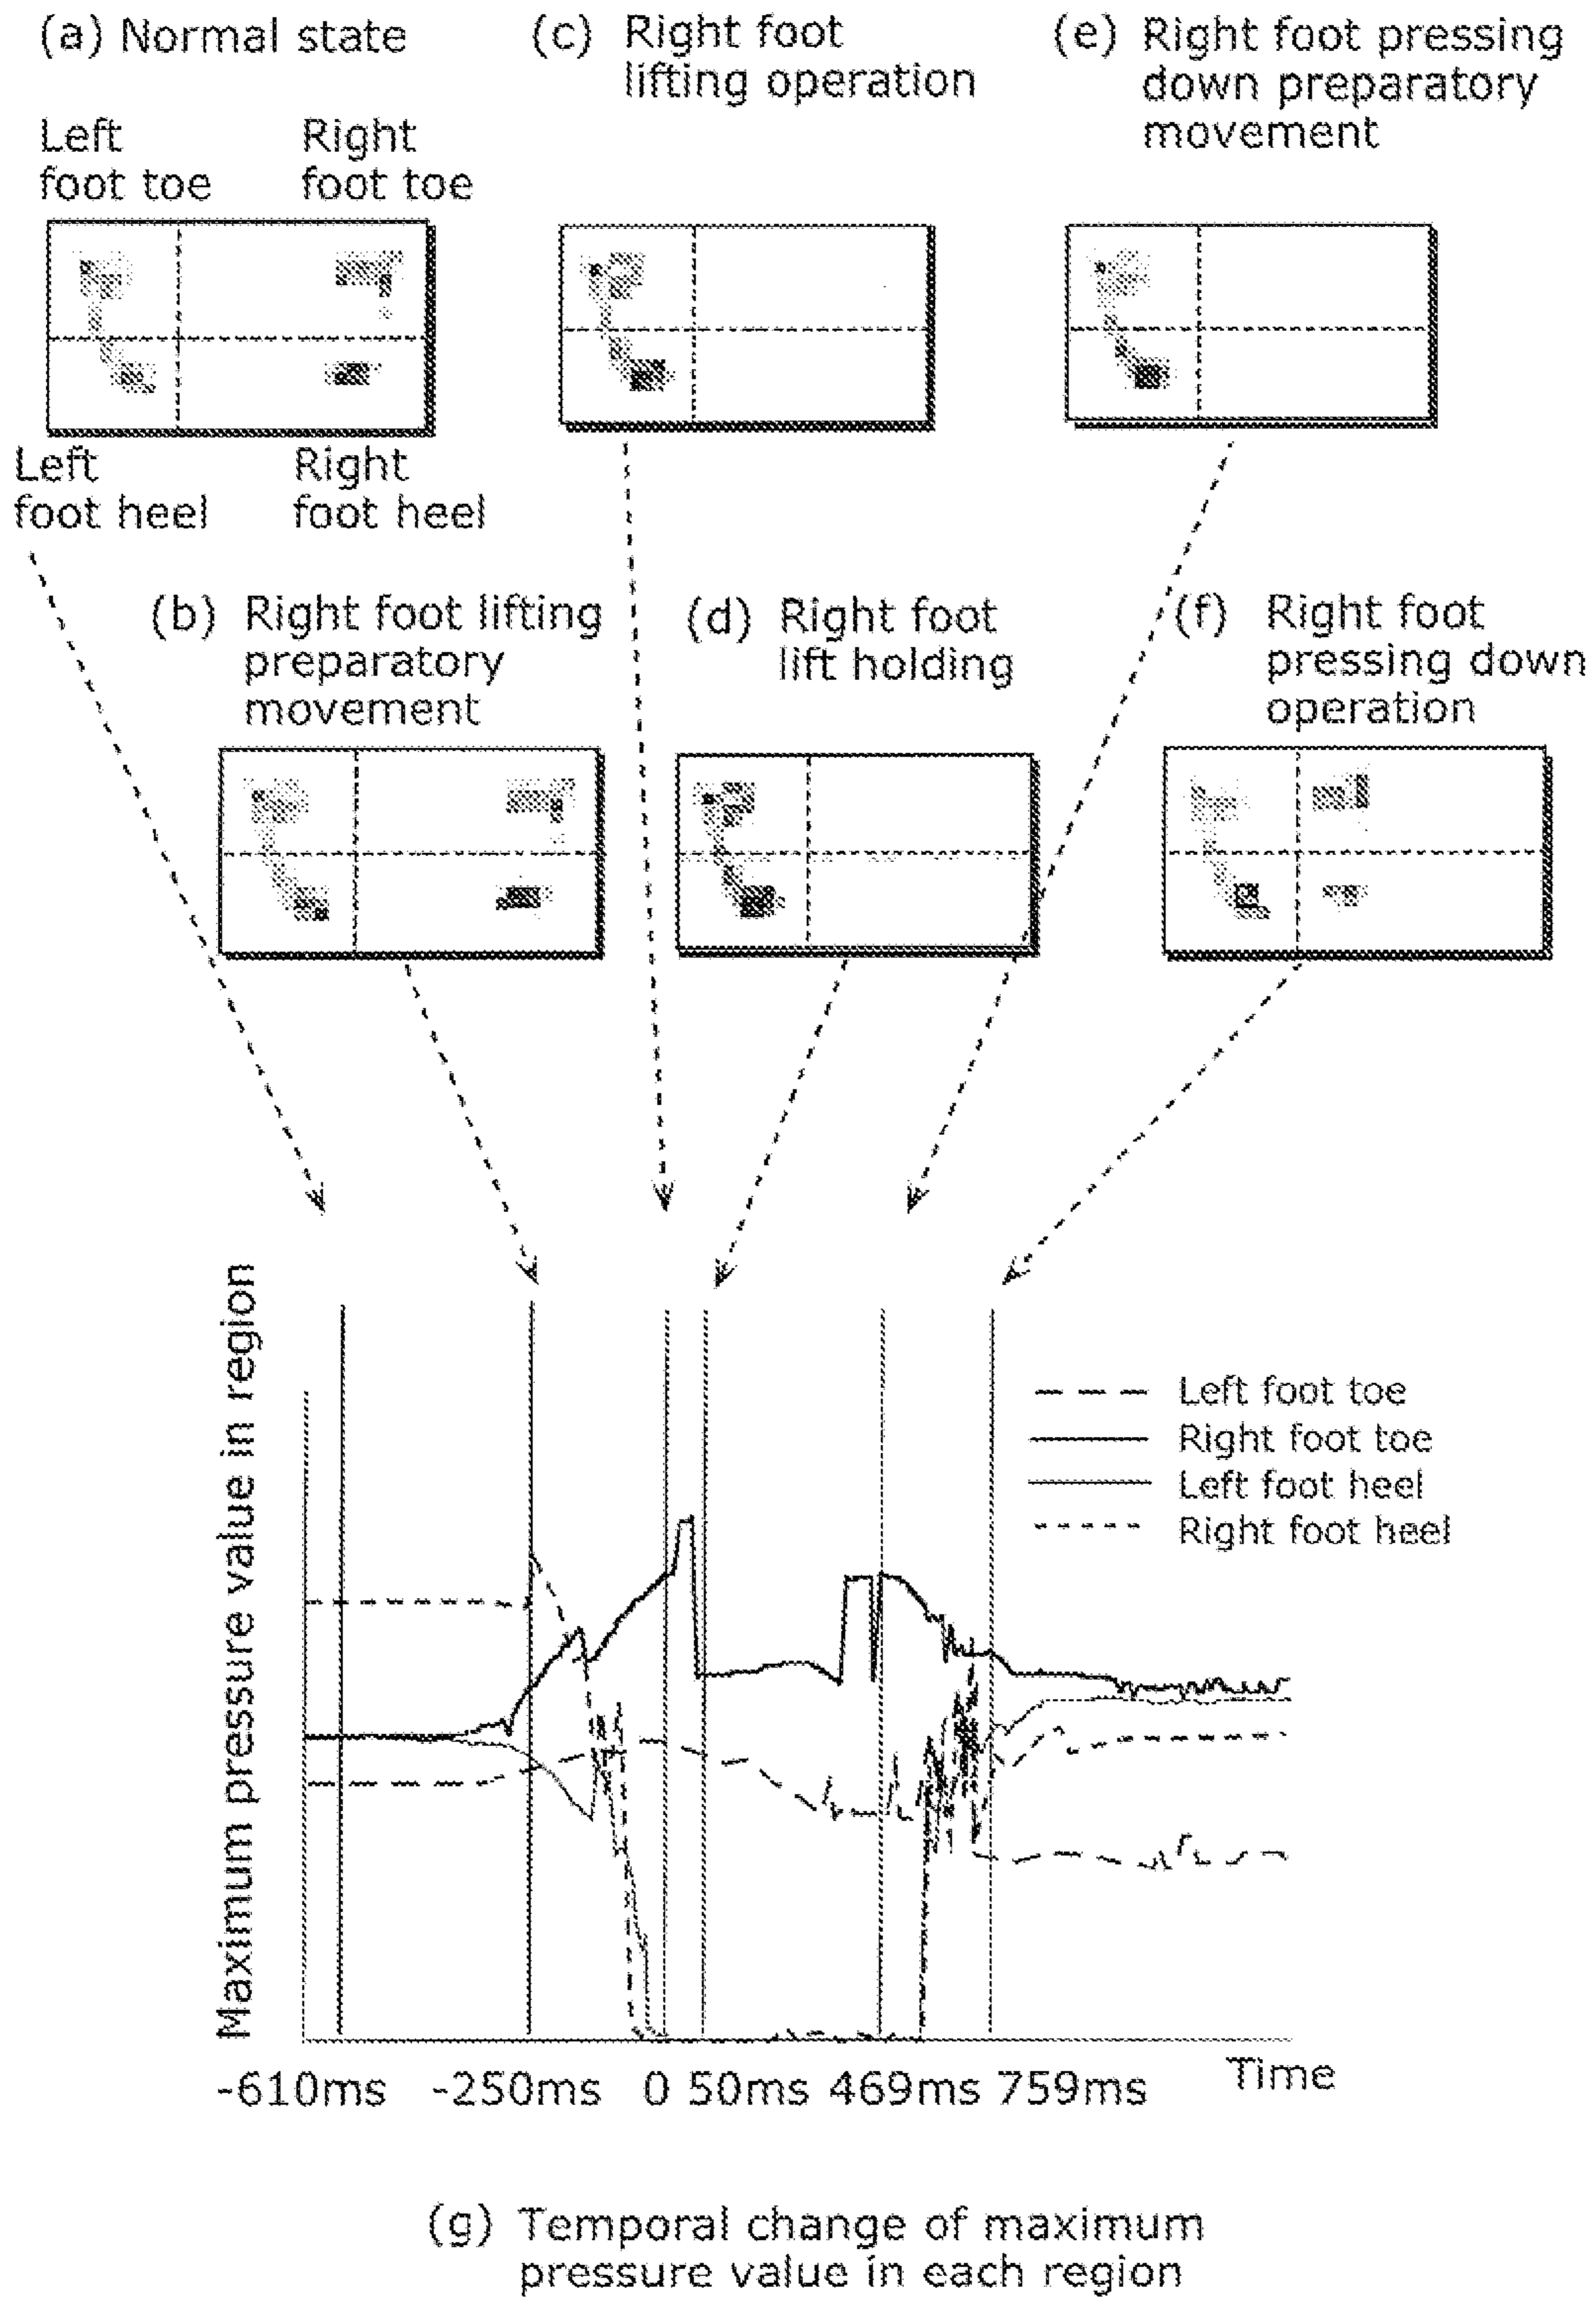 (a) Normal state
Left
foot toe
Right
foot toe
Left
foot heel
Right
foot heel
(c) Right foot
lifting operation
(e) Right foot pressing
down preparatory
movement
(b) Right foot lifting
preparatory
movement
(d) Right foot
lift holding
(f) Right foot
pressing down
operation
Maximum pressure value in region
Left foot toe
Right foot toe
Left foot heel
Right foot heel
-610ms -250ms 0 50ms 469ms 759ms Time
(g) Temporal change of maximum
pressure value in each region